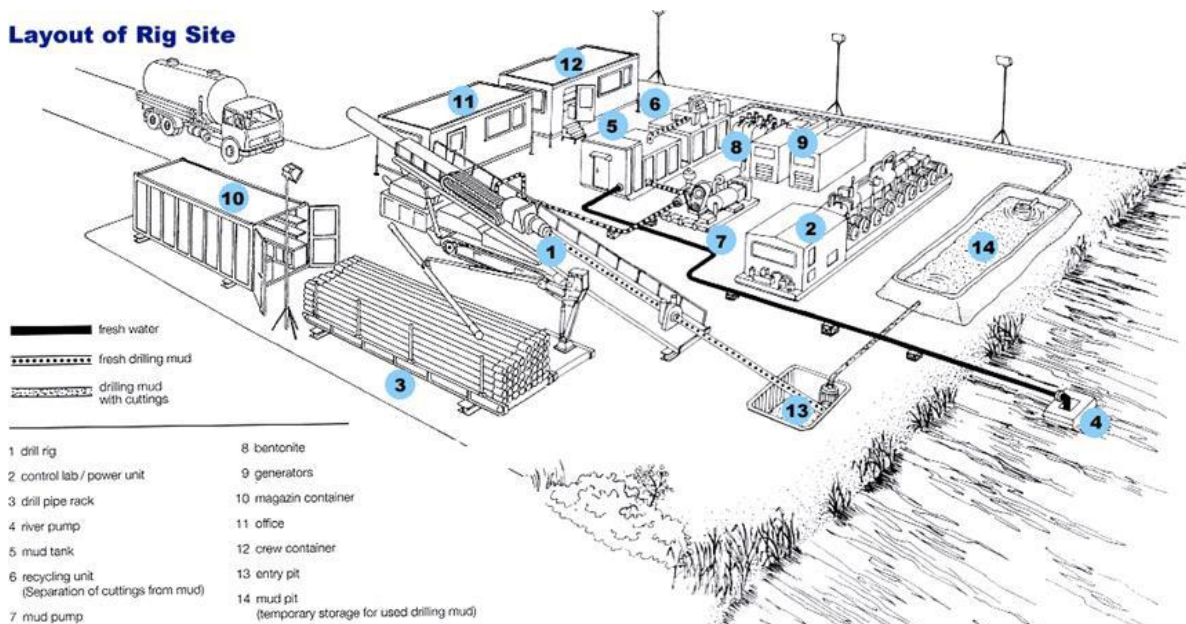 Layout of Rig Site
12
11
6
5
8
9
10
2
1
7
14
3
13
4
fresh water
fresh drilling mud
drilling mud
with cuttings
1 drill rig
2 control lab / power unit
3 drill pipe rack
4 river pump
5 mud tank
6 recycling unit
(Separation of cuttings from mud)
7 mud pump
8 bentonite
9 generators
10 magazin container
11 office
12 crew container
13 entry pit
14 mud pit
(temporary storage for used drilling mud)